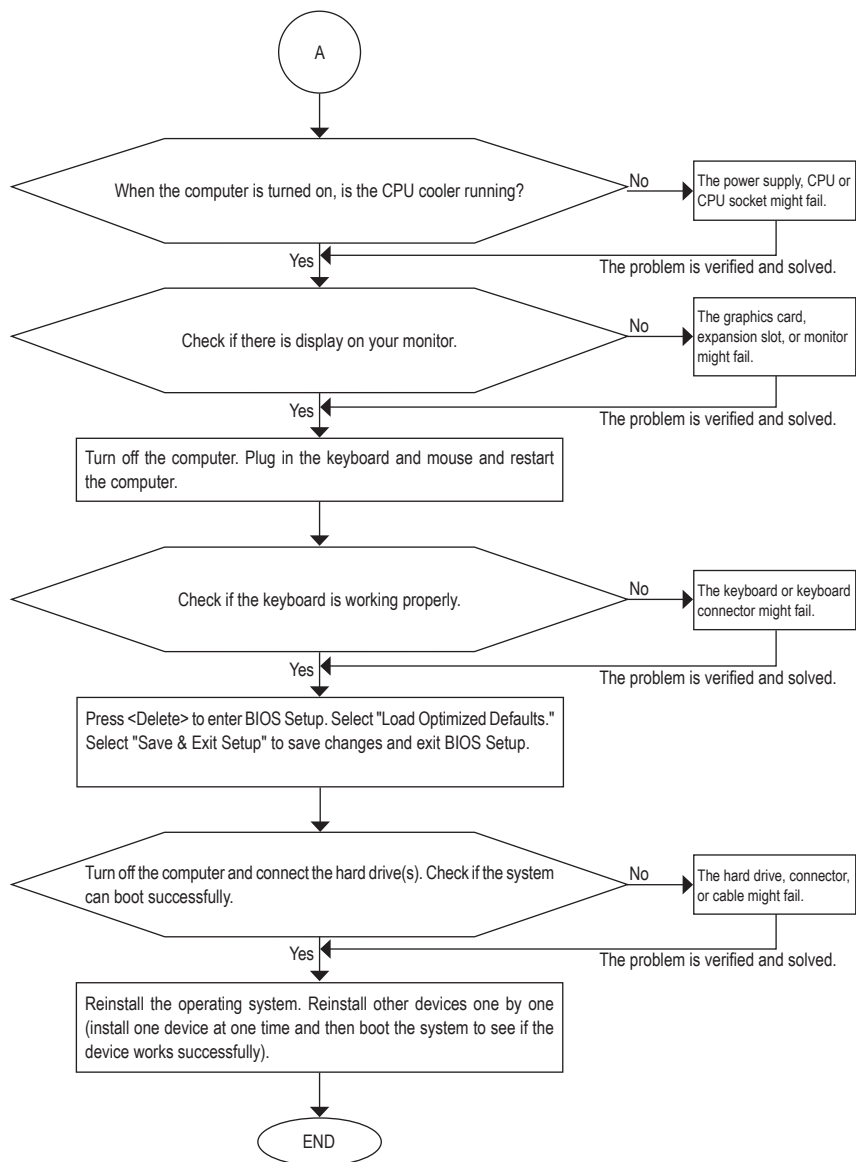 A
When the computer is turned on, is the CPU cooler running?
No
The power supply, CPU or
CPU socket might fail.
Yes
The problem is verified and solved.
Check if there is display on your monitor.
No
The graphics card,
expansion slot, or monitor
might fail.
Yes
The problem is verified and solved.
Turn off the computer. Plug in the keyboard and mouse and restart
the computer.
Check if the keyboard is working properly.
No
The keyboard or keyboard
connector might fail.
Yes
The problem is verified and solved.
Press <Delete> to enter BIOS Setup. Select "Load Optimized Defaults."
Select "Save & Exit Setup" to save changes and exit BIOS Setup.
Turn off the computer and connect the hard drive(s). Check if the system
can boot successfully.
No
The hard drive, connector,
or cable might fail.
Yes
The problem is verified and solved.
Reinstall the operating system. Reinstall other devices one by one
(install one device at one time and then boot the system to see if the
device works successfully).
END